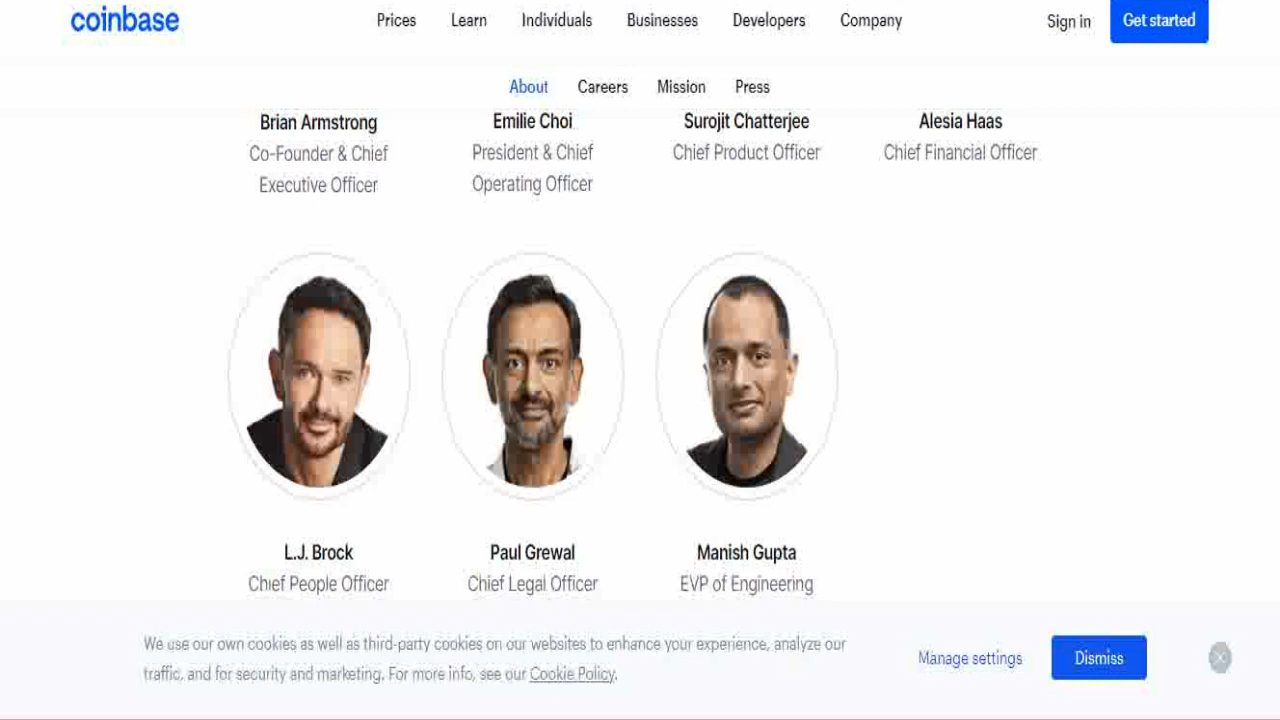 coinbase
Prices Learn Individuals Businesses Developers Company
Sign in
Get started
About Careers Mission Press
Brian Armstrong
Co-Founder & Chief
Executive Officer
Emilie Choi
President & Chief
Operating Officer
Surojit Chatterjee
Chief Product Officer
Alesia Haas
Chief Financial Officer
L.J. Brock
Chief People Officer
Paul Grewal
Chief Legal Officer
Manish Gupta
EVP of Engineering
We use our own cookies as well as third-party cookies on our websites to enhance your experience, analyze our
traffic, and for security and marketing. For more info, see our Cookie Policy.
Manage settings
Dismiss